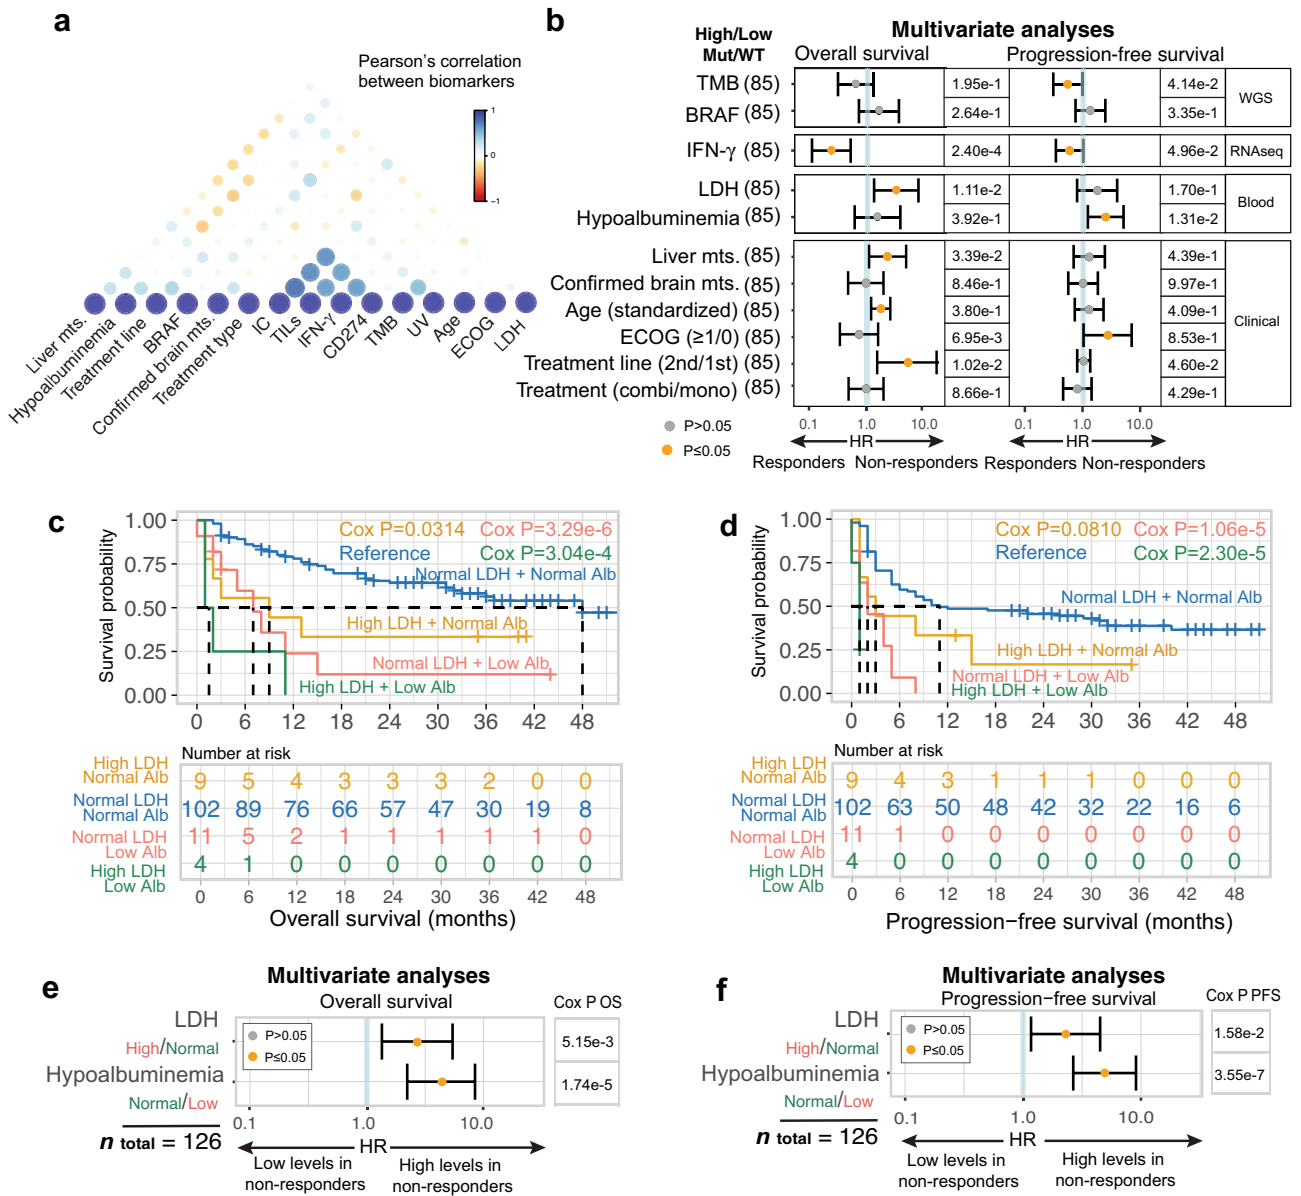 a
Pearson's correlation
between biomarkers
1
0
−1
Liver mts.
Hypoalbuminemia
Treatment line
BRAF
Confirmed brain mts.
Treatment type
IC
TILs
IFN-γ
CD274
TMB
UV
Age
ECOG
LDH
b
High/Low
Mut/WT
Multivariate analyses
Overall survival
Progression-free survival
TMB (85)
1.95e-1
4.14e-2
WGS
BRAF (85)
2.64e-1
3.35e-1
IFN-γ (85)
2.40e-4
4.96e-2
RNAseq
LDH (85)
1.11e-2
1.70e-1
Blood
Hypoalbuminemia (85)
3.92e-1
1.31e-2
Liver mts. (85)
3.39e-2
4.39e-1
Confirmed brain mts. (85)
8.46e-1
9.97e-1
Age (standardized) (85)
3.80e-1
4.09e-1
Clinical
ECOG (≥1/0) (85)
6.95e-3
8.53e-1
Treatment line (2nd/1st) (85)
1.02e-2
4.60e-2
Treatment (combi/mono) (85)
8.66e-1
4.29e-1
P>0.05
P≤0.05
0.1 1.0 10.0
HR
Responders Non-responders
0.1 1.0 10.0
HR
Responders Non-responders
c
Survival probability
1.00
0.75
0.50
0.25
0.00
Cox P=0.0314 Cox P=3.29e-6
Reference Cox P=3.04e-4
Normal LDH + Normal Alb
High LDH + Normal Alb
Normal LDH + Low Alb
High LDH + Low Alb
0 6 12 18 24 30 36 42 48
Number at risk
High LDH
Normal Alb
9 5 4 3 3 3 2 0 0
Normal LDH
Normal Alb
102 89 76 66 57 47 30 19 8
Normal LDH
Low Alb
11 5 2 1 1 1 1 1 0
High LDH
Low Alb
4 1 0 0 0 0 0 0 0
0 6 12 18 24 30 36 42 48
Overall survival (months)
d
Survival probability
1.00
0.75
0.50
0.25
0.00
Cox P=0.0810 Cox P=1.06e-5
Reference Cox P=2.30e-5
Normal LDH + Normal Alb
High LDH + Normal Alb
Normal LDH + Low Alb
High LDH + Low Alb
0 6 12 18 24 30 36 42 48
Number at risk
High LDH
Normal Alb
9 4 3 1 1 1 0 0 0
Normal LDH
Normal Alb
102 63 50 48 42 32 22 16 6
Normal LDH
Low Alb
11 1 0 0 0 0 0 0 0
High LDH
Low Alb
4 0 0 0 0 0 0 0 0
0 6 12 18 24 30 36 42 48
Progression−free survival (months)
e
Multivariate analyses
Overall survival
Cox P OS
LDH
High/Normal
5.15e-3
Hypoalbuminemia
Normal/Low
1.74e-5
P>0.05
P≤0.05
0.1 1.0 10.0
n total = 126
HR
Low levels in
non-responders
High levels in
non-responders
f
Multivariate analyses
Progression−free survival
Cox P PFS
LDH
High/Normal
1.58e-2
Hypoalbuminemia
Normal/Low
3.55e-7
P>0.05
P≤0.05
0.1 1.0 10.0
n total = 126
HR
Low levels in
non-responders
High levels in
non-responders